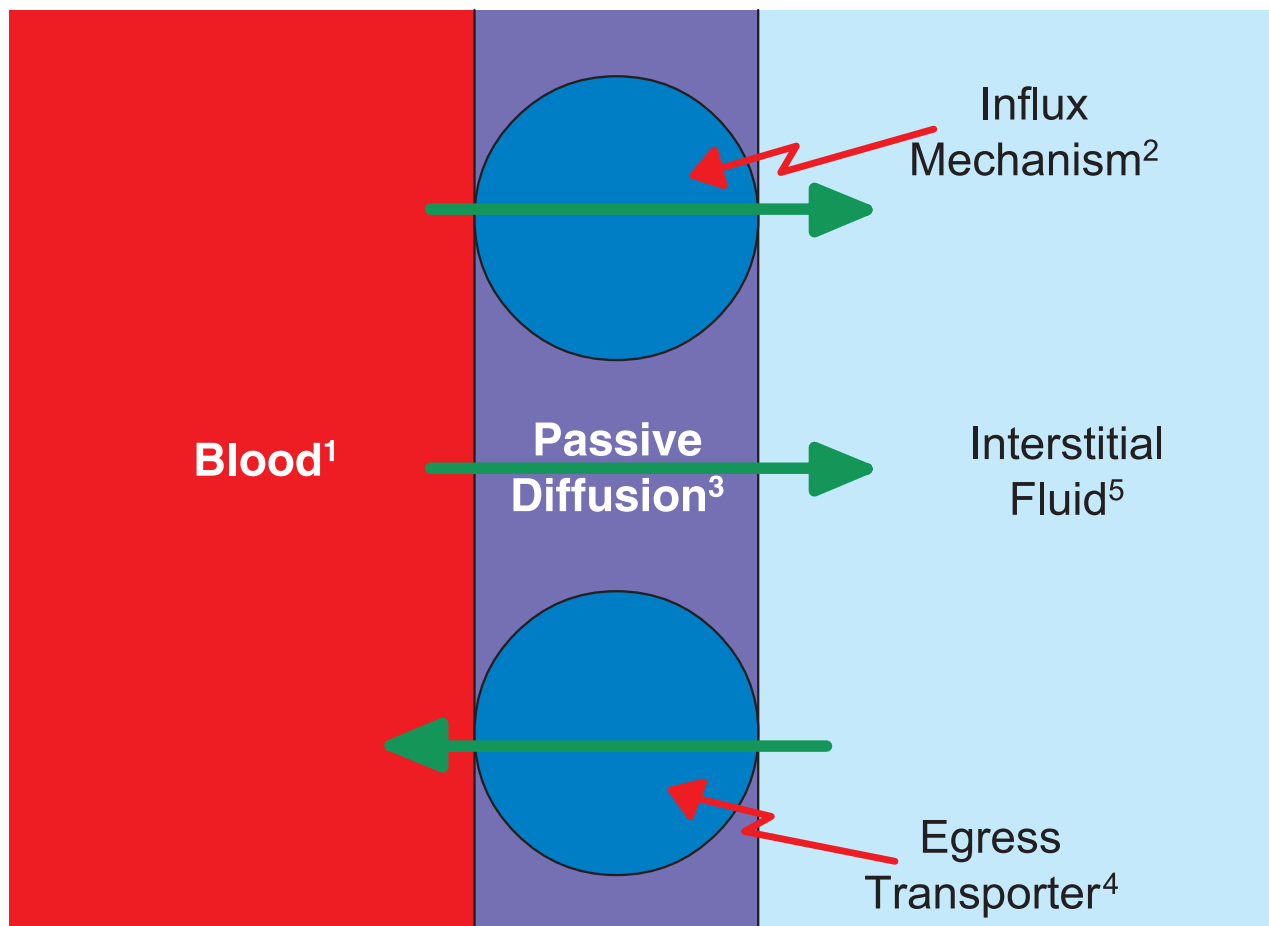 Influx
Mechanism²
Blood¹
Passive
Diffusion³
Interstitial
Fluid⁵
Egress
Transporter⁴